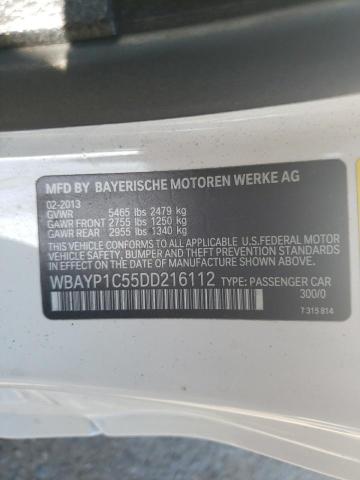 MFD BY BAYERISCHE MOTOREN WERKE AG
02-2013
GVWR 5465 lbs 2479 kg
GAWR FRONT 2755 lbs 1250 kg
GAWR REAR 2955 lbs 1340 kg
THIS VEHICLE CONFORMS TO ALL APPLICABLE U.S. FEDERAL MOTOR
VEHICLE SAFETY, BUMPER AND THEFT PREVENTION STANDARDS
IN EFFECT ON THE DATE OF MANUFACTURE SHOWN ABOVE.
WBAYP1C55DD216112 TYPE: PASSENGER CAR
300/0
7 315 814